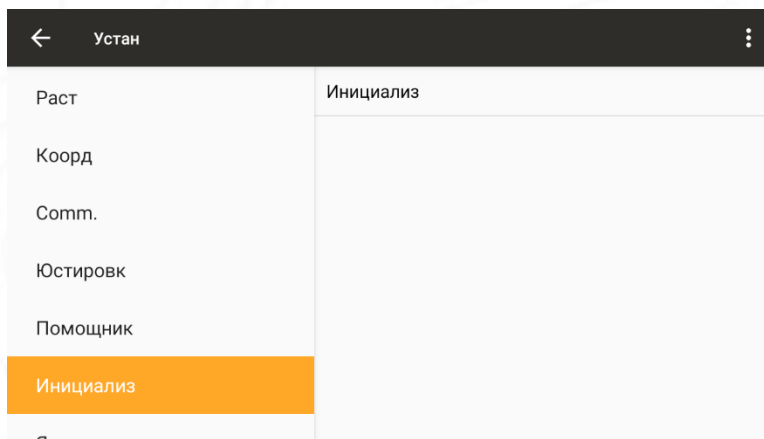 Устан
Раст
Инициализ
Коорд
Comm.
Юстировк
Помощник
Инициализ